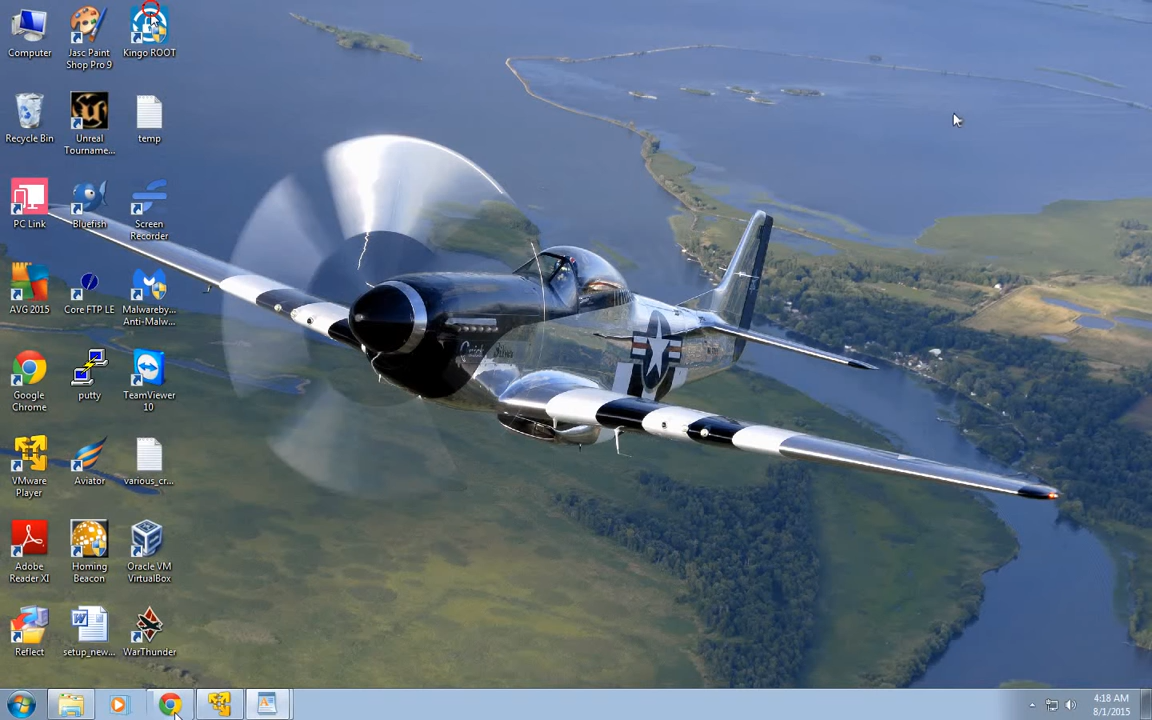 Computer
Jasc Paint
Shop Pro 9
Kingo ROOT
Recycle Bin
Unreal
Tourname...
temp
PC Link
Bluefish
Screen
Recorder
AVG 2015
Core FTP LE
Malwareby...
Anti-Malw...
Google
Chrome
putty
TeamViewer
10
VMware
Player
Aviator
various_cr...
Adobe
Reader XI
Homing
Beacon
Oracle VM
VirtualBox
Reflect
setup_new...
WarThunder
4:18 AM
8/1/2015